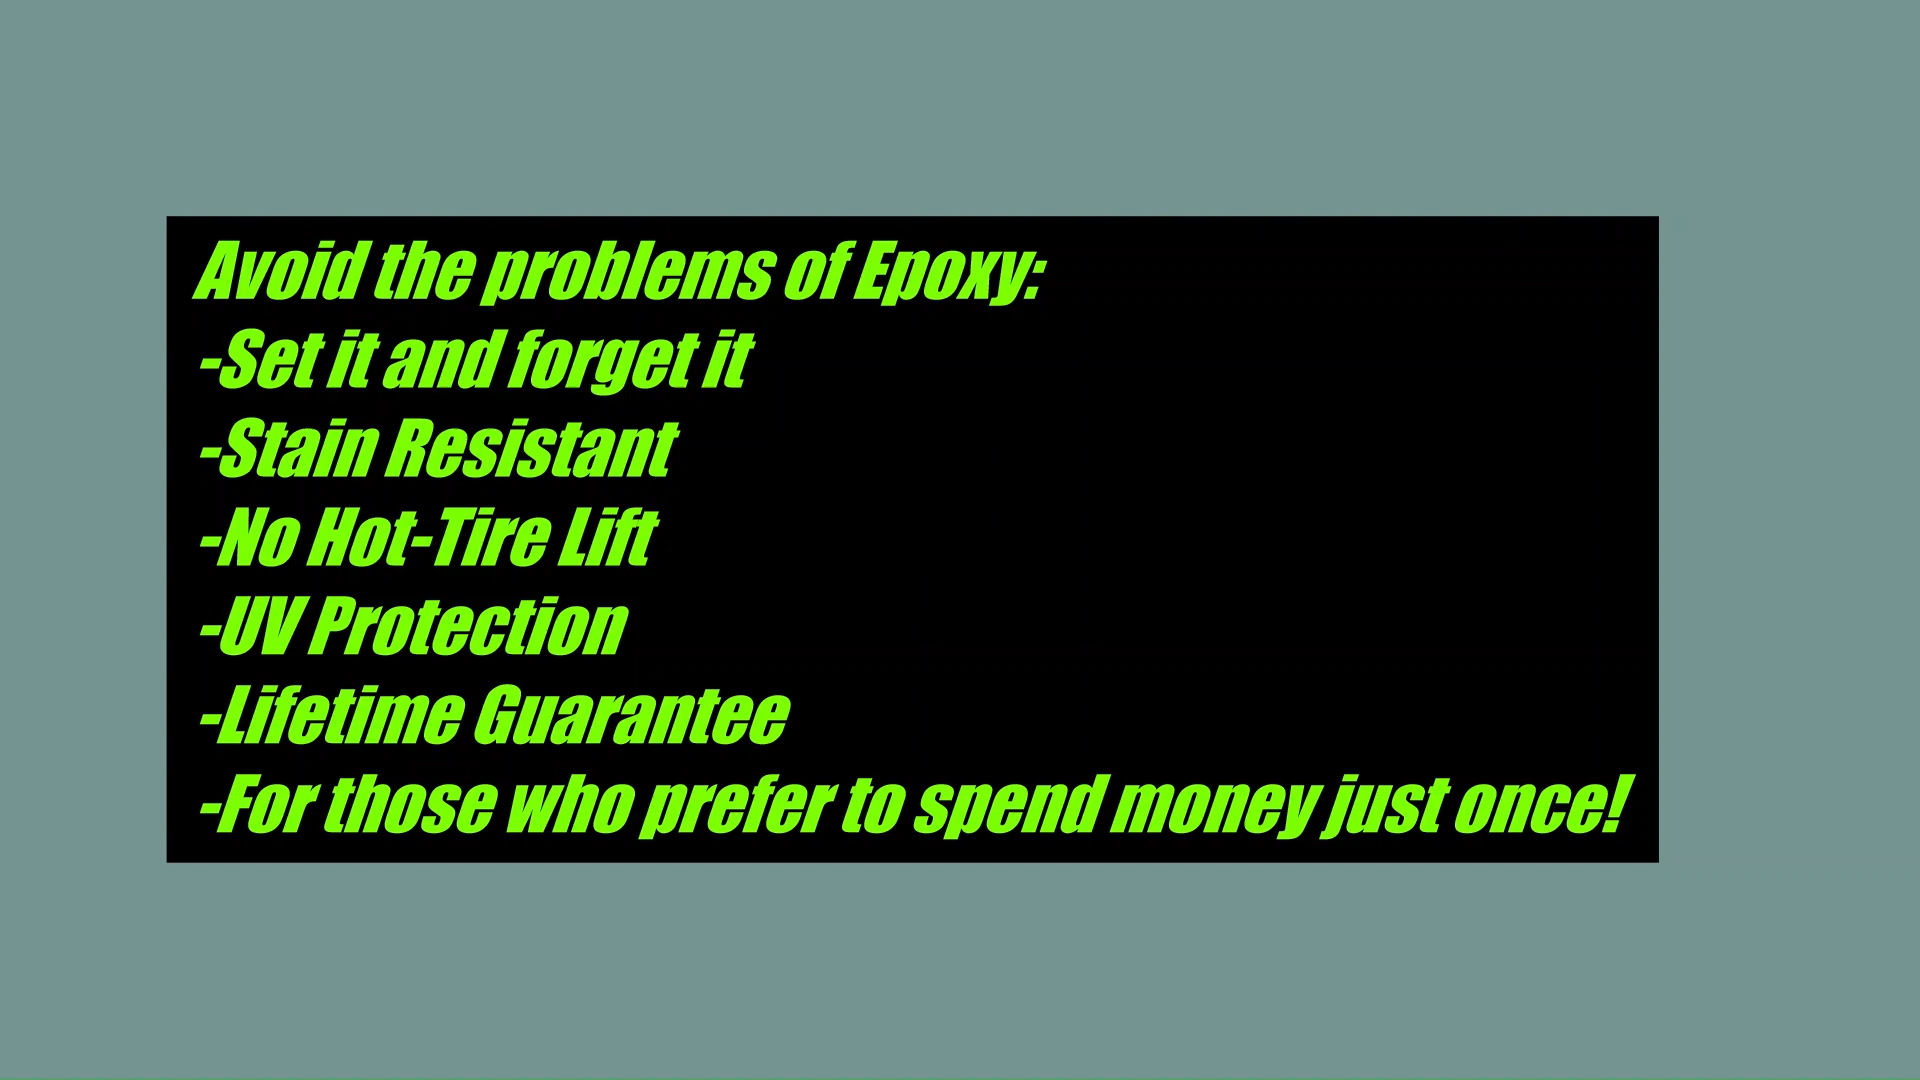 Avoid the problems of Epoxy:
-Set it and forget it
-Stain Resistant
-No Hot-Tire Lift
-UV Protection
-Lifetime Guarantee
-For those who prefer to spend money just once!